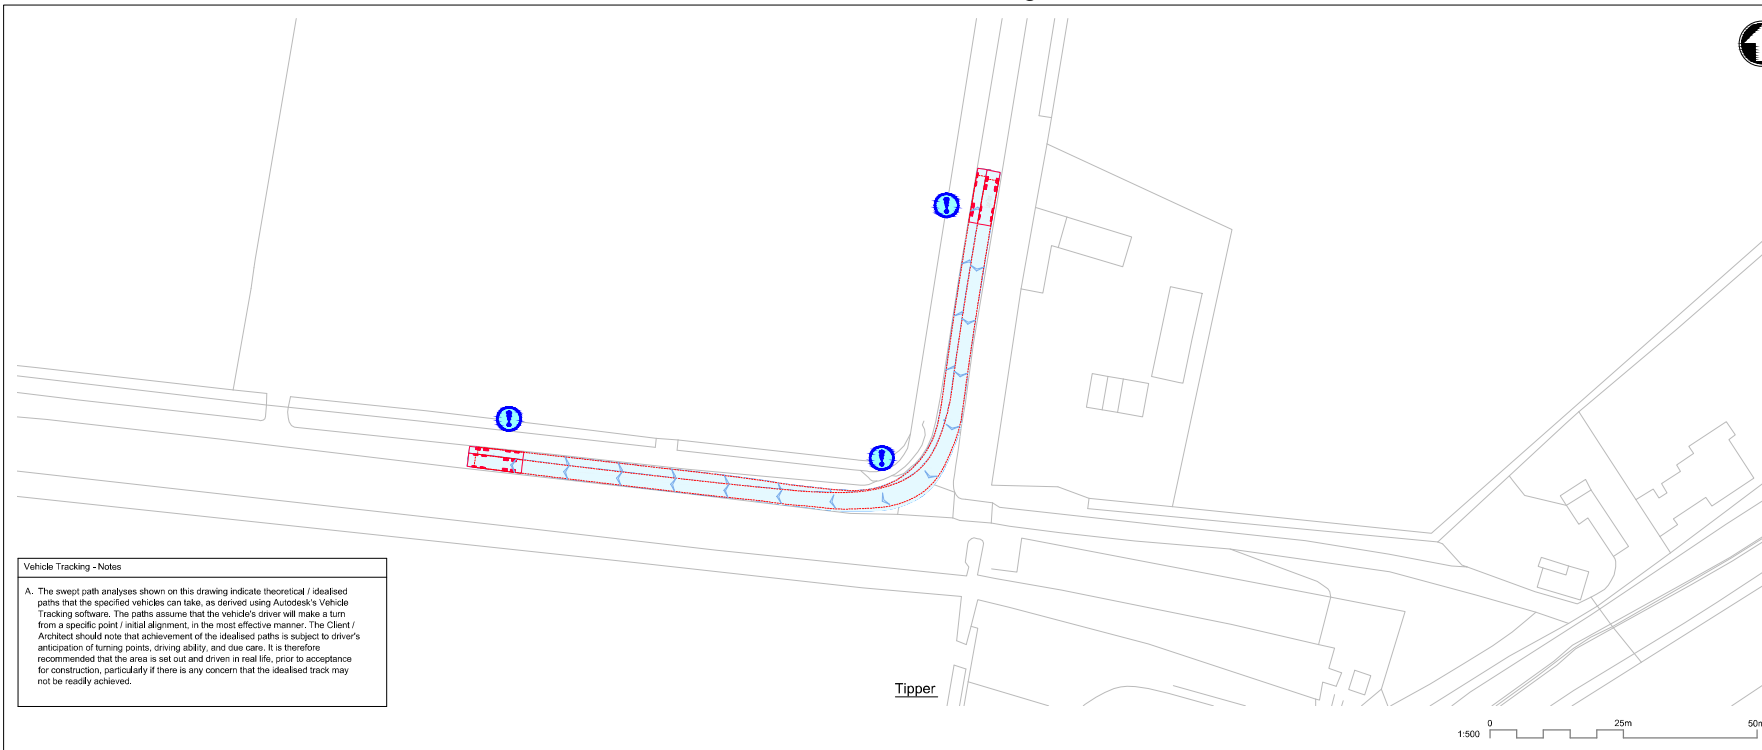 Vehicle Tracking - Notes
A. The swept path analyses shown on this drawing indicate theoretical / idealised
paths that the specified vehicles can take, as derived using Autodesk's Vehicle
Tracking software. The paths assume that the vehicle's driver will make a turn
from a specific point / initial alignment, in the most effective manner. The Client /
Architect should note that achievement of the idealised paths is subject to driver's
anticipation of turning points, driving ability, and due care. It is therefore
recommended that the area is set out and driven in real life, prior to acceptance
for construction, particularly if there is any concern that the idealised track may
not be readily achieved.
Tipper
1:500
0 25m 50m